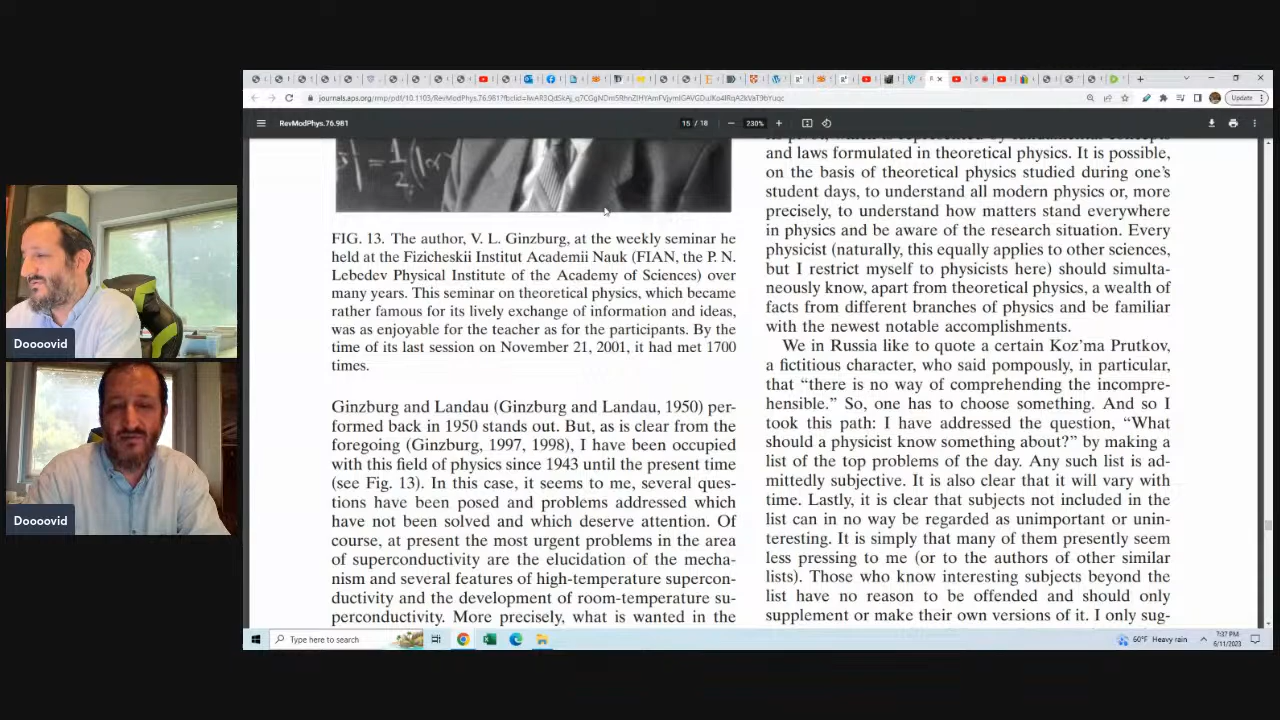 Update
RevModPhys.76.981
15 / 18
230%
FIG. 13. The author, V. L. Ginzburg, at the weekly seminar he
held at the Fizicheskii Institut Academii Nauk (FIAN, the P. N.
Lebedev Physical Institute of the Academy of Sciences) over
many years. This seminar on theoretical physics, which became
rather famous for its lively exchange of information and ideas,
was as enjoyable for the teacher as for the participants. By the
time of its last session on November 21, 2001, it had met 1700
times.
Ginzburg and Landau (Ginzburg and Landau, 1950) per-
formed back in 1950 stands out. But, as is clear from the
foregoing (Ginzburg, 1997, 1998), I have been occupied
with this field of physics since 1943 until the present time
(see Fig. 13). In this case, it seems to me, several ques-
tions have been posed and problems addressed which
have not been solved and which deserve attention. Of
course, at present the most urgent problems in the area
of superconductivity are the elucidation of the mecha-
nism and several features of high-temperature supercon-
ductivity and the development of room-temperature su-
perconductivity. More precisely, what is wanted in the
and laws formulated in theoretical physics. It is possible,
on the basis of theoretical physics studied during one's
student days, to understand all modern physics or, more
precisely, to understand how matters stand everywhere
in physics and be aware of the research situation. Every
physicist (naturally, this equally applies to other sciences,
but I restrict myself to physicists here) should simulta-
neously know, apart from theoretical physics, a wealth of
facts from different branches of physics and be familiar
with the newest notable accomplishments.
We in Russia like to quote a certain Koz'ma Prutkov,
a fictitious character, who said pompously, in particular,
that “there is no way of comprehending the incompre-
hensible.” So, one has to choose something. And so I
took this path: I have addressed the question, “What
should a physicist know something about?” by making a
list of the top problems of the day. Any such list is ad-
mittedly subjective. It is also clear that it will vary with
time. Lastly, it is clear that subjects not included in the
list can in no way be regarded as unimportant or unin-
teresting. It is simply that many of them presently seem
less pressing to me (or to the authors of other similar
lists). Those who know interesting subjects beyond the
list have no reason to be offended and should only
supplement or make their own versions of it. I only sug-
Doooovid
Doooovid
Type here to search
60°F Heavy rain
7:37 PM
6/11/2023